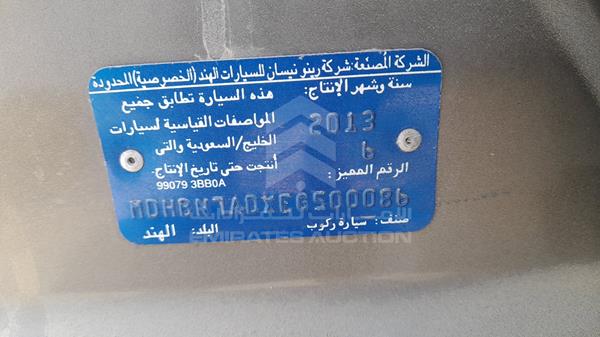 الشركة المصنعة: شركة رينو نيسان للسيارات الهند (الخصوصية) المحدودة
سنة وشهر الإنتاج: هذه السيارة تطابق جميع
2013 المواصفات القياسية لسيارات
6 الخليج/السعودية والتي
الرقم المميز: أنتجت حتى تاريخ الإنتاج.
99079 3BB0A
صنف: سيارة ركوب البلد: الهند
EMIRATES AUCTION